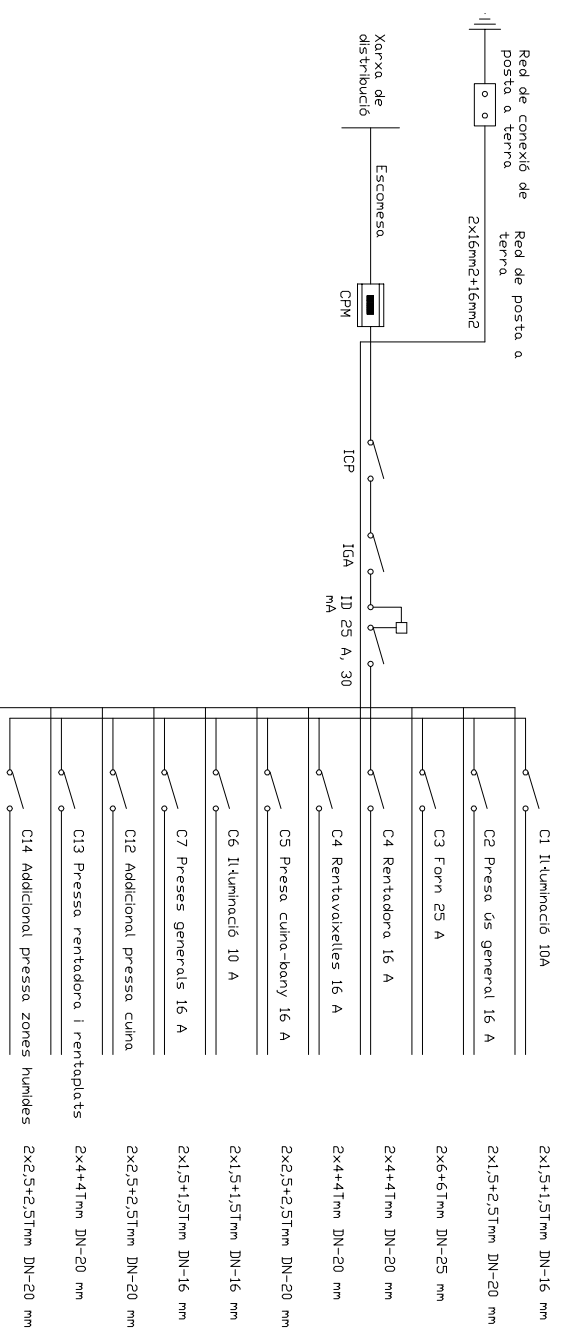 Red de conexió de
posta a terra
Red de posta a
terra
2x16mm2+16mm2
Xarxa de
distribució
Escomesa
CPM
ICP
IGA
ID 25 A, 30
mA
C1 Il·luminació 10A
2x1,5+1,5Tmm DN-16 mm
C2 Presa ús general 16 A
2x1,5+2,5Tmm DN-20 mm
C3 Forn 25 A
2x6+6Tmm DN-25 mm
C4 Rentadora 16 A
2x4+4Tmm DN-20 mm
C4 Rentavaixelles 16 A
2x4+4Tmm DN-20 mm
C5 Presa cuina-bany 16 A
2x2,5+2,5Tmm DN-20 mm
C6 Il·luminació 10 A
2x1,5+1,5Tmm DN-16 mm
C7 Preses generals 16 A
2x1,5+1,5Tmm DN-16 mm
C12 Addicional pressa cuina
2x2,5+2,5Tmm DN-20 mm
C13 Pressa rentadora i rentaplats
2x4+4Tmm DN-20 mm
C14 Addicional pressa zones humides
2x2,5+2,5Tmm DN-20 mm